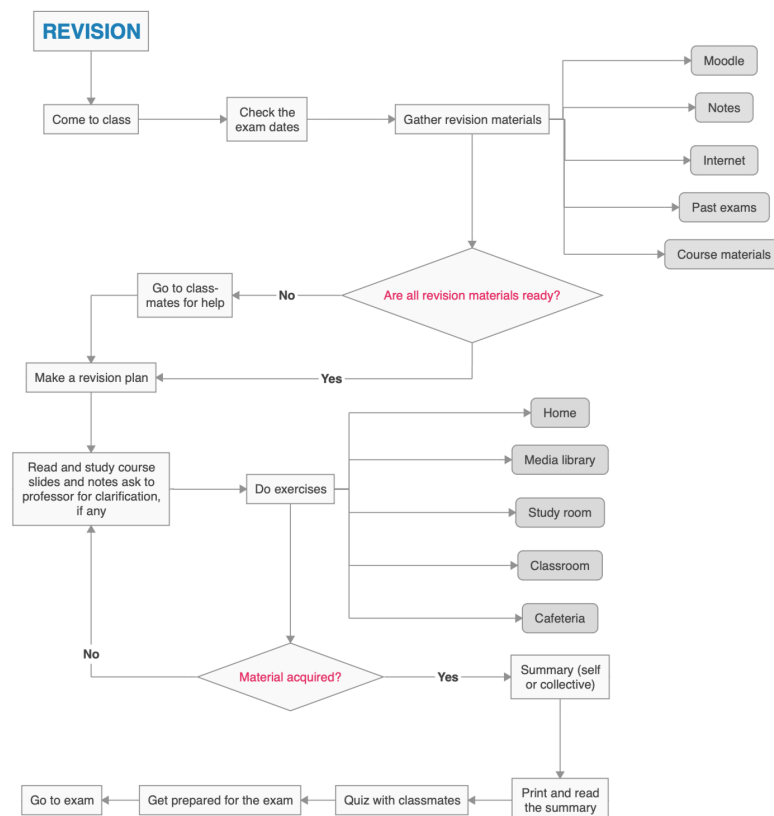 REVISION
Come to class
Check the
exam dates
Gather revision materials
Moodle
Notes
Internet
Past exams
Course materials
Are all revision materials ready?
No
Go to class-
mates for help
Yes
Make a revision plan
Read and study course
slides and notes ask to
professor for clarification,
if any
Do exercises
Home
Media library
Study room
Classroom
Cafeteria
No
Material acquired?
Yes
Summary (self
or collective)
Print and read
the summary
Quiz with classmates
Get prepared for the exam
Go to exam